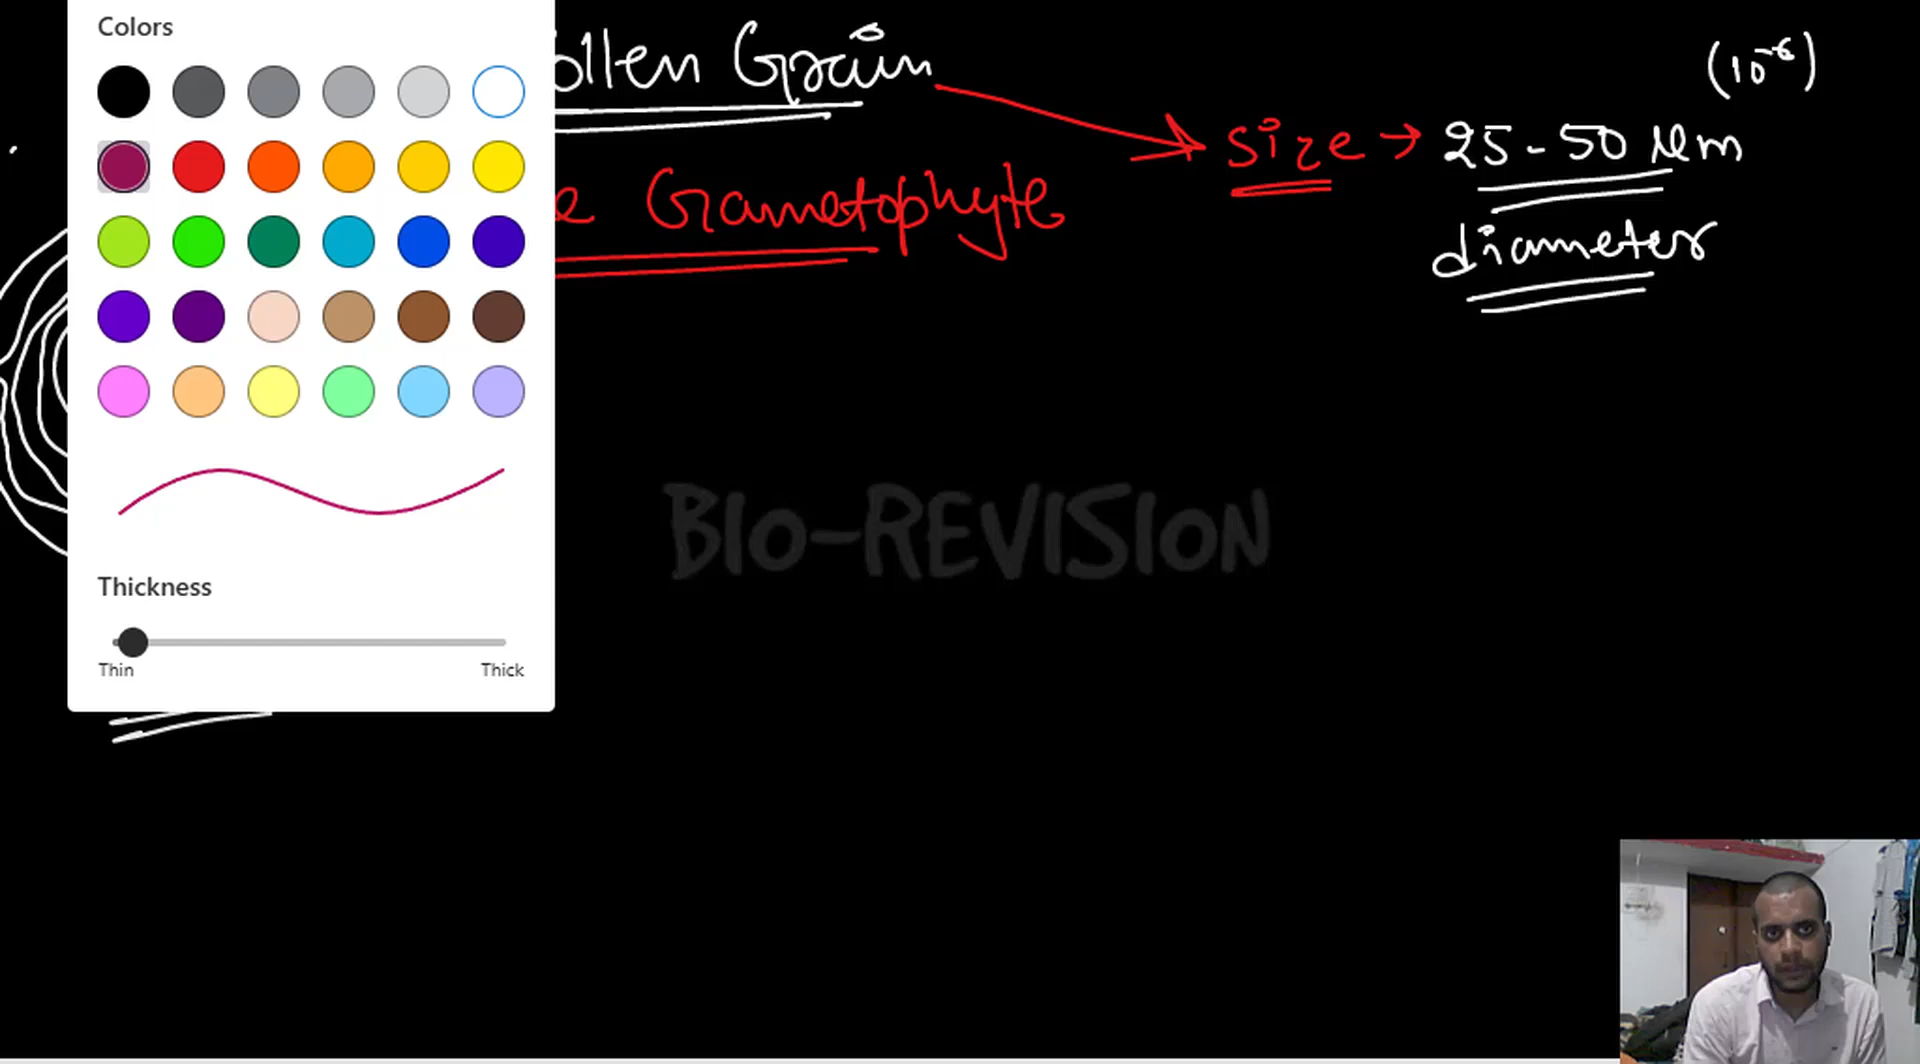 Colors
ollen Grain
(10⁻⁶)
size → 25 - 50 μm
e Gametophyte
diameter
BIO-REVISION
Thickness
Thin
Thick